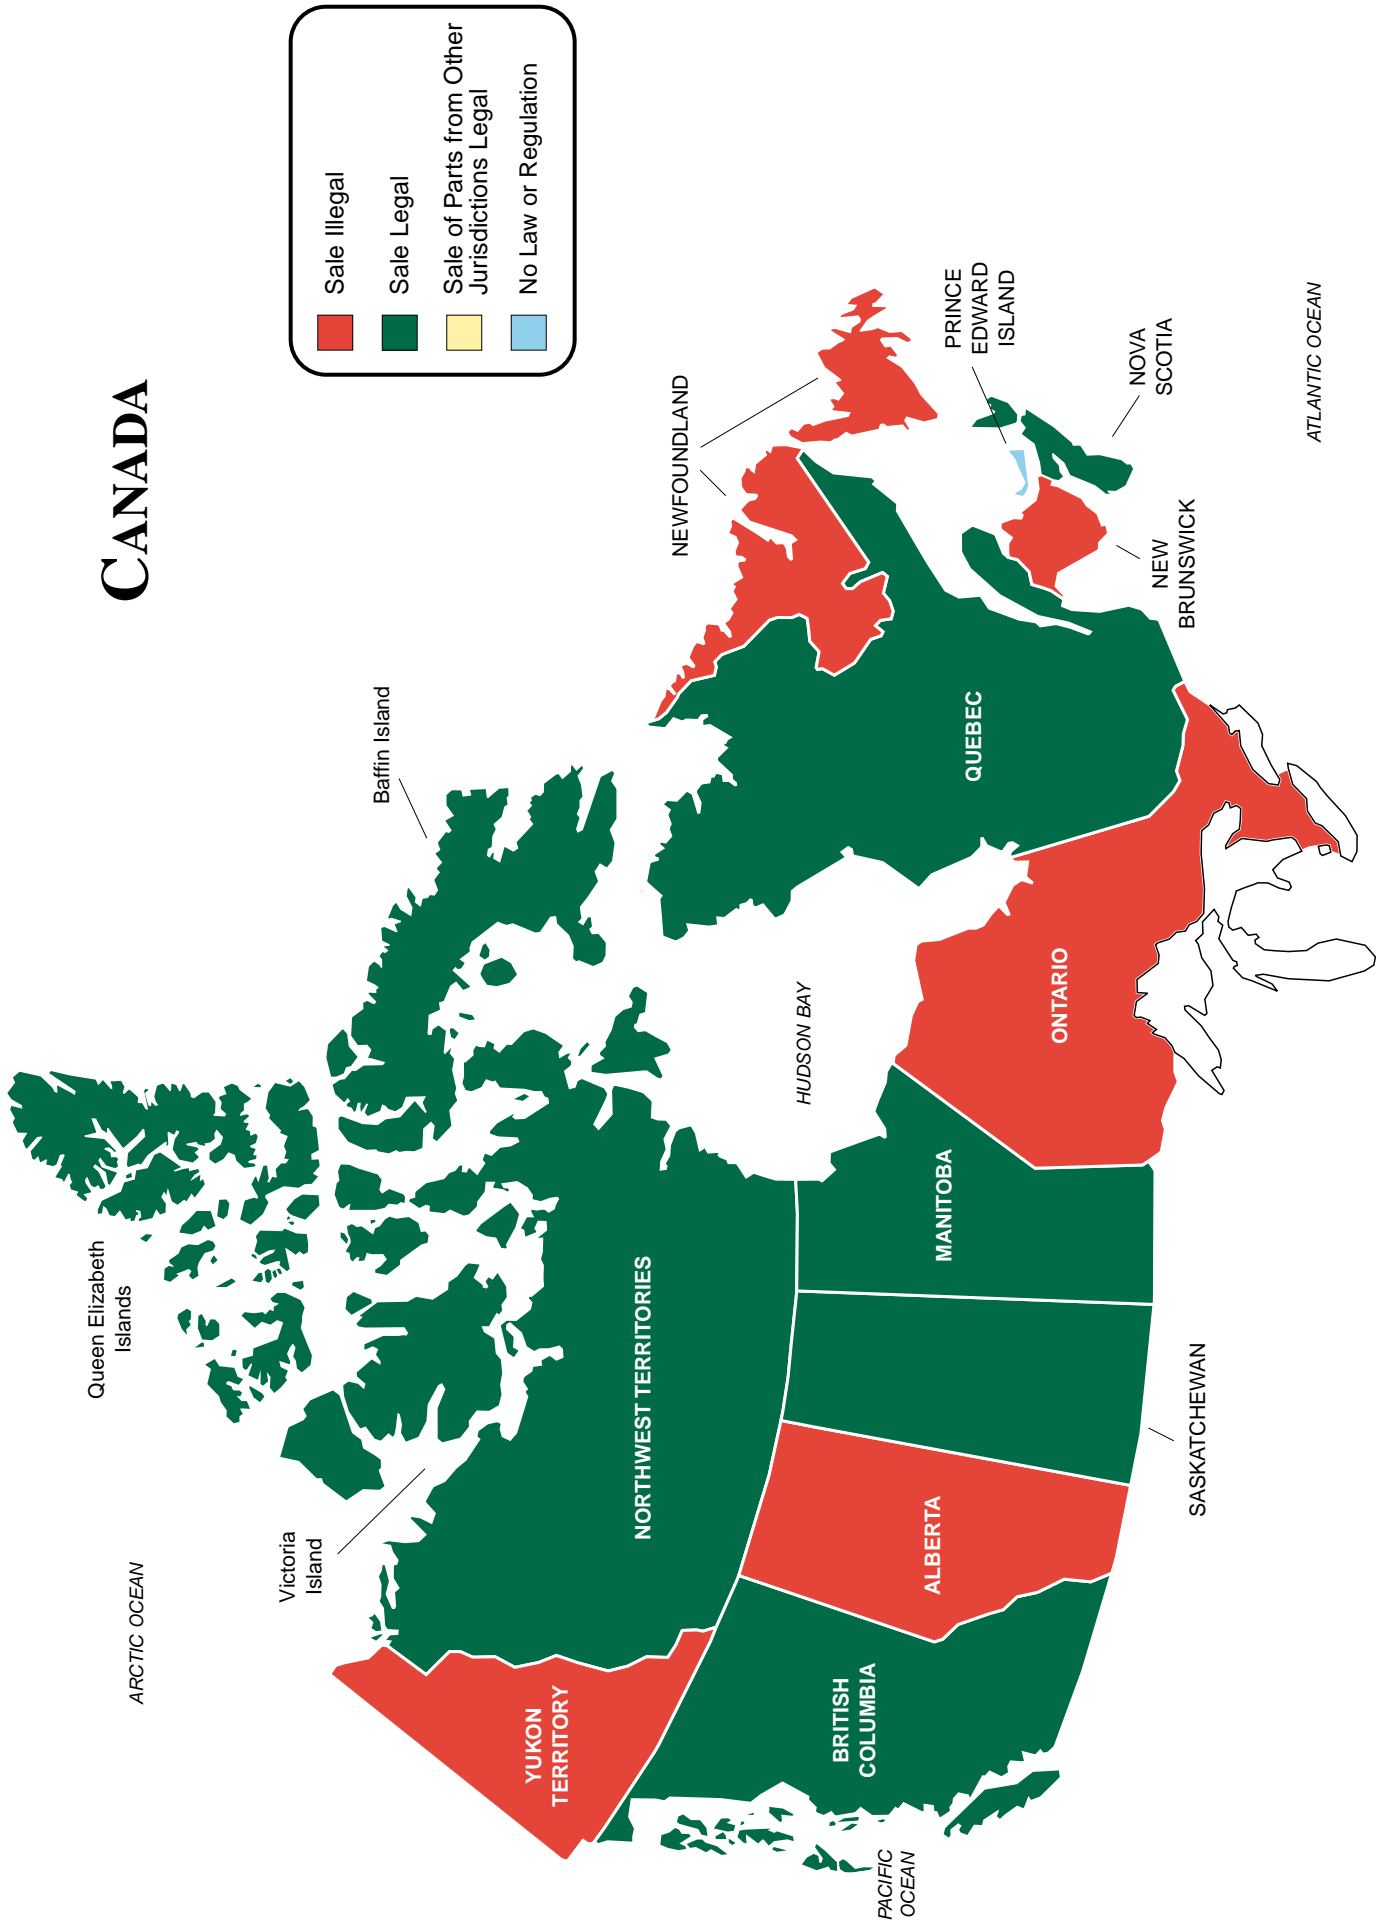 CANADA
Sale Illegal
Sale Legal
Sale of Parts from Other
Jurisdictions Legal
No Law or Regulation
ARCTIC OCEAN
Queen Elizabeth
Islands
Baffin Island
Victoria
Island
NEWFOUNDLAND
YUKON
TERRITORY
NORTHWEST TERRITORIES
HUDSON BAY
PRINCE
EDWARD
ISLAND
BRITISH
COLUMBIA
ALBERTA
MANITOBA
QUEBEC
ONTARIO
PACIFIC
OCEAN
NOVA
SCOTIA
NEW
BRUNSWICK
SASKATCHEWAN
ATLANTIC OCEAN